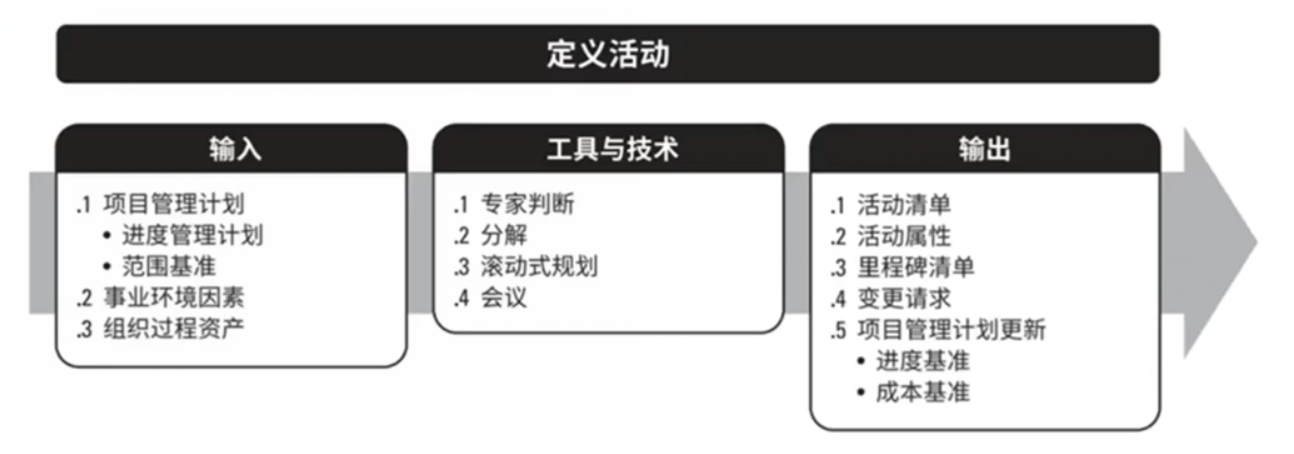 定义活动
输入
.1 项目管理计划
• 进度管理计划
• 范围基准
.2 事业环境因素
.3 组织过程资产
工具与技术
.1 专家判断
.2 分解
.3 滚动式规划
.4 会议
输出
.1 活动清单
.2 活动属性
.3 里程碑清单
.4 变更请求
.5 项目管理计划更新
• 进度基准
• 成本基准